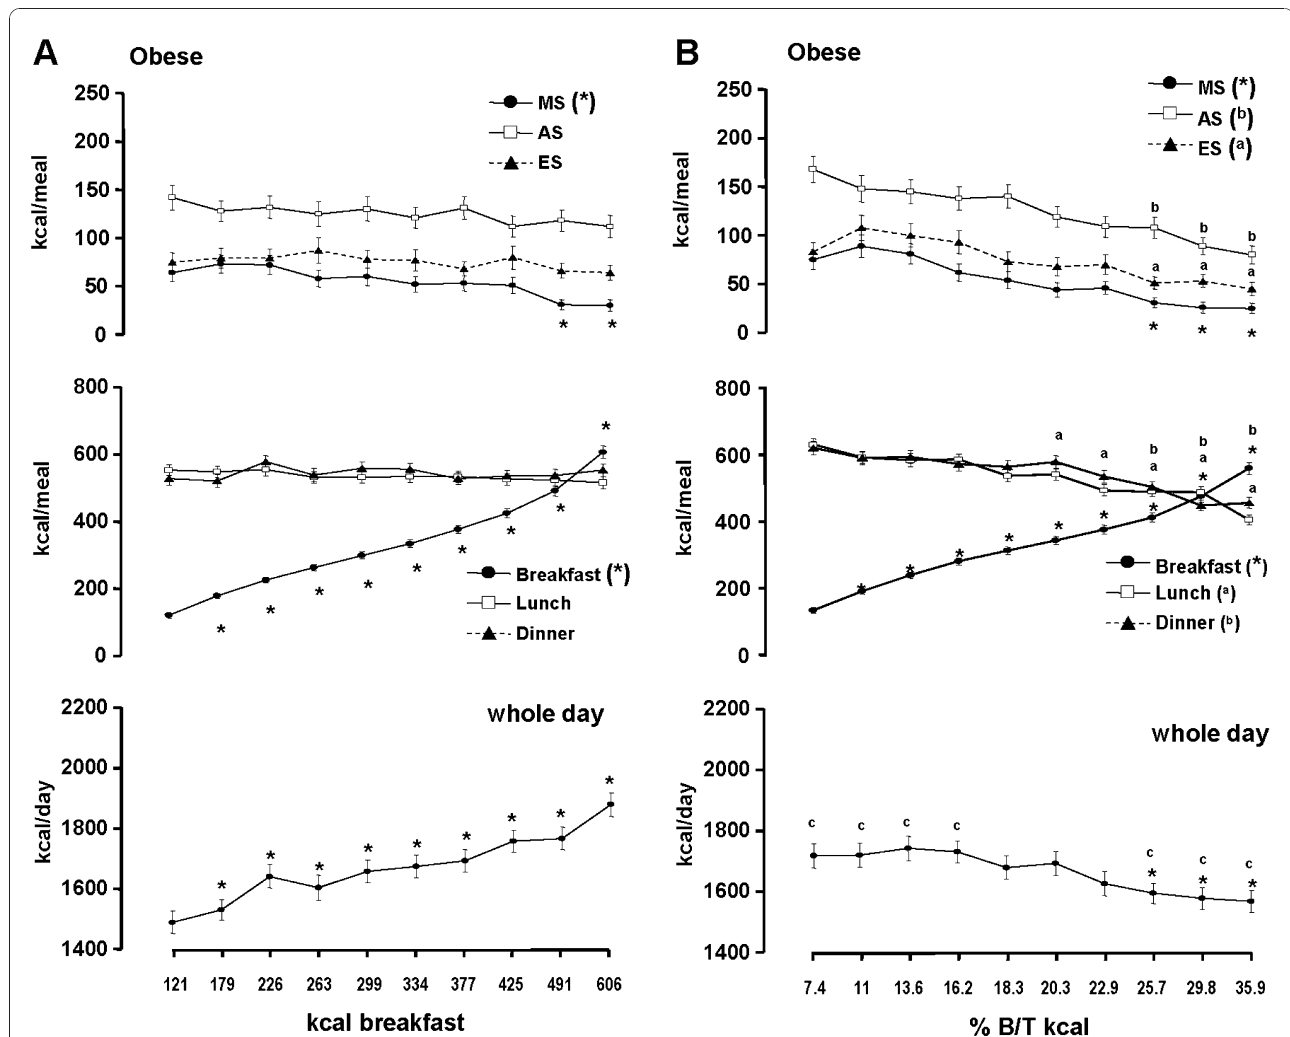 A
Obese
250
200
150
100
50
0
kcal/meal
MS (*)
AS
ES
* *
800
600
400
200
0
kcal/meal
*
* * * * * * * *
Breakfast (*)
Lunch
Dinner
whole day
2200
2000
1800
1600
1400
kcal/day
* * * * * * * * *
121 179 226 263 299 334 377 425 491 606
kcal breakfast
B
Obese
250
200
150
100
50
0
kcal/meal
MS (*)
AS (b)
ES (a)
b b b
a a a
* * *
800
600
400
200
0
kcal/meal
a a b b b
a a * a
* * * * * * * *
Breakfast (*)
Lunch (a)
Dinner (b)
whole day
2200
2000
1800
1600
1400
kcal/day
c c c c c c c
* * *
7.4 11 13.6 16.2 18.3 20.3 22.9 25.7 29.8 35.9
% B/T kcal